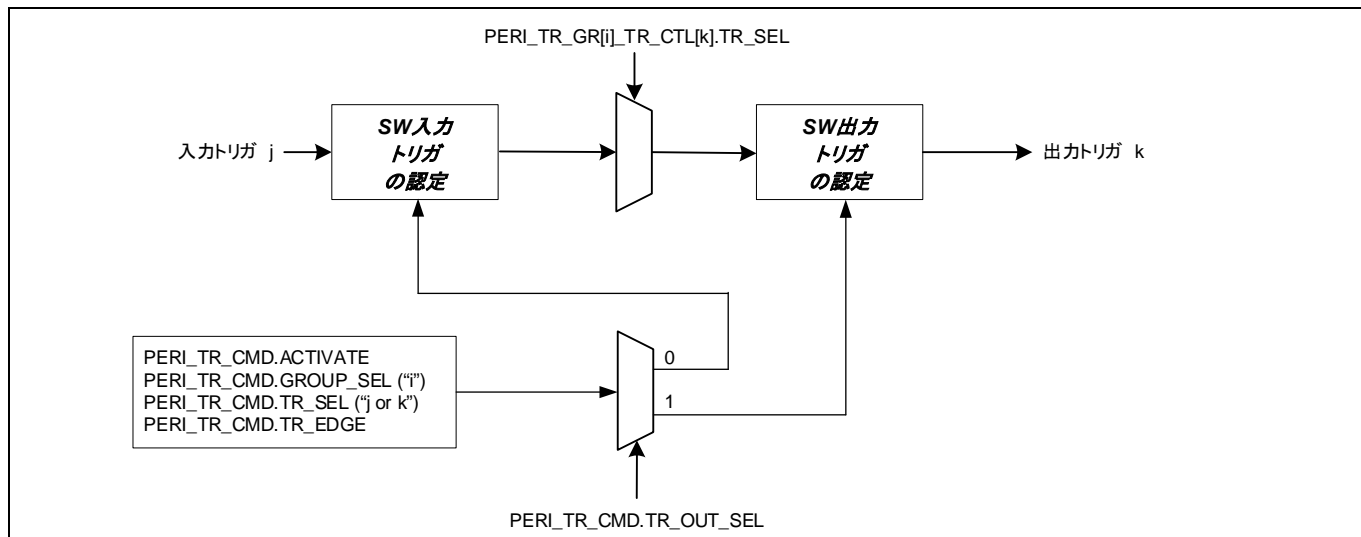 PERI_TR_GR[i]_TR_CTL[k].TR_SEL
入力トリガ j
SW入力
トリガ
の認定
SW出力
トリガ
の認定
出力トリガ k
PERI_TR_CMD.ACTIVATE
PERI_TR_CMD.GROUP_SEL (“i”)
PERI_TR_CMD.TR_SEL (“j or k”)
PERI_TR_CMD.TR_EDGE
0
1
PERI_TR_CMD.TR_OUT_SEL